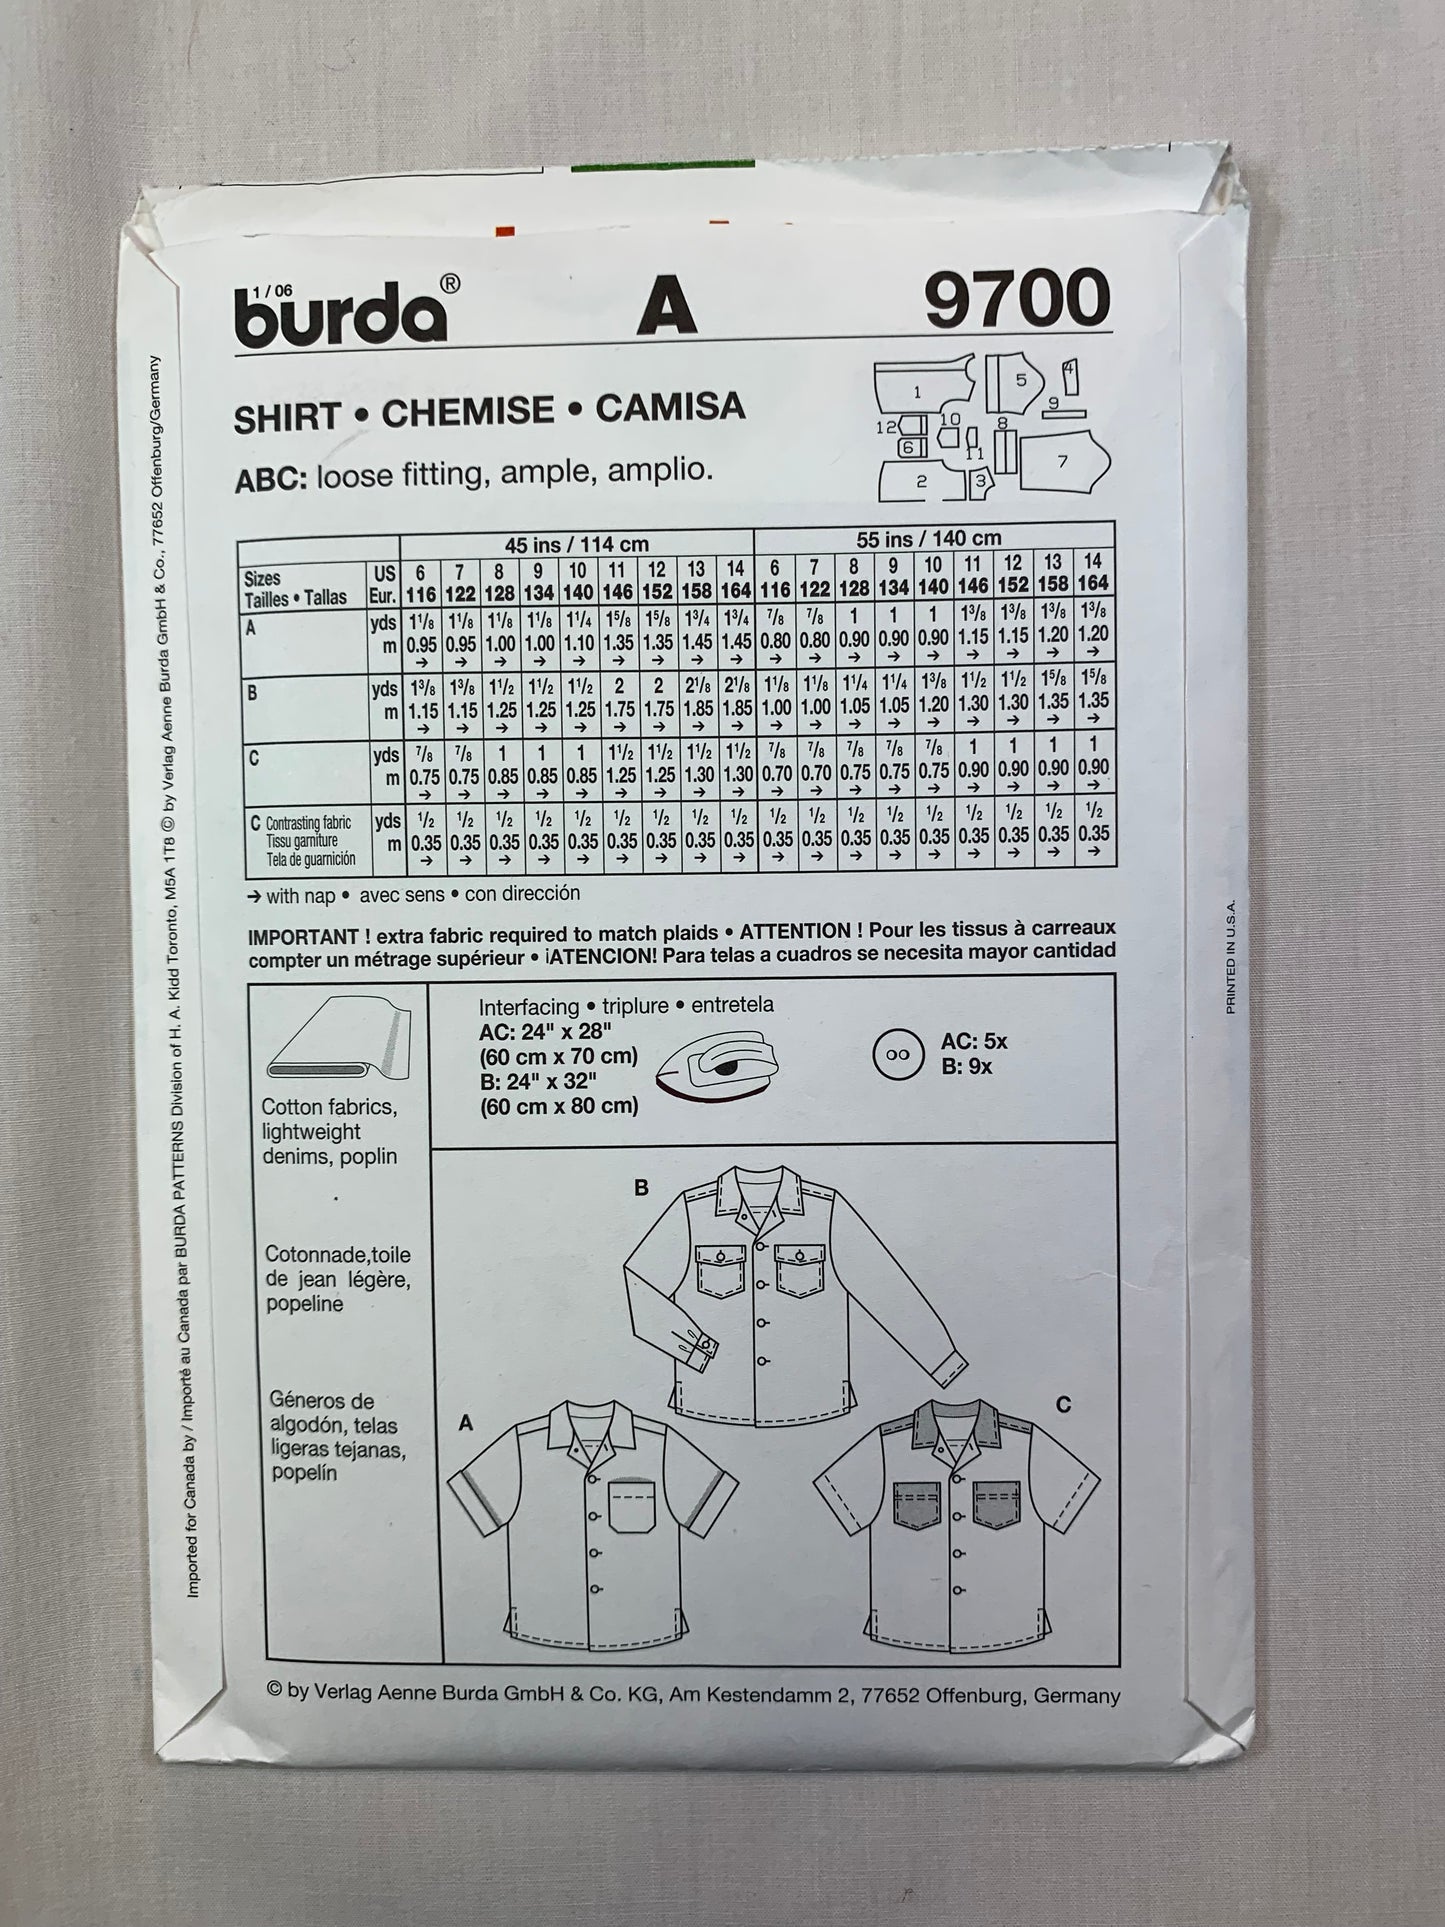 1 / 06
burda® A 9700
SHIRT • CHEMISE • CAMISA
ABC: loose fitting, ample, amplio.
1 5 4 9 12 10 8 6 11 7 2 3
45 ins / 114 cm 55 ins / 140 cm
Sizes US 6 7 8 9 10 11 12 13 14 6 7 8 9 10 11 12 13 14
Tailles • Tallas Eur. 116 122 128 134 140 146 152 158 164 116 122 128 134 140 146 152 158 164
A yds 1 1/8 1 1/8 1 1/8 1 1/8 1 1/4 1 5/8 1 5/8 1 3/4 1 3/4 7/8 7/8 1 1 1 1 3/8 1 3/8 1 3/8 1 3/8
m 0.95 0.95 1.00 1.00 1.10 1.35 1.35 1.45 1.45 0.80 0.80 0.90 0.90 0.90 1.15 1.15 1.20 1.20
→ → → → → → → → → → → → → → → → → →
B yds 1 3/8 1 3/8 1 1/2 1 1/2 1 1/2 2 2 2 1/8 2 1/8 1 1/8 1 1/8 1 1/4 1 1/4 1 3/8 1 1/2 1 1/2 1 5/8 1 5/8
m 1.15 1.15 1.25 1.25 1.25 1.75 1.75 1.85 1.85 1.00 1.00 1.05 1.05 1.20 1.30 1.30 1.35 1.35
→ → → → → → → → → → → → → → → → → →
C yds 7/8 7/8 1 1 1 1 1/2 1 1/2 1 1/2 1 1/2 7/8 7/8 7/8 7/8 7/8 1 1 1 1
m 0.75 0.75 0.85 0.85 0.85 1.25 1.25 1.30 1.30 0.70 0.70 0.75 0.75 0.75 0.90 0.90 0.90 0.90
→ → → → → → → → → → → → → → → → → →
C Contrasting fabric yds 1/2 1/2 1/2 1/2 1/2 1/2 1/2 1/2 1/2 1/2 1/2 1/2 1/2 1/2 1/2 1/2 1/2 1/2
Tissu garniture m 0.35 0.35 0.35 0.35 0.35 0.35 0.35 0.35 0.35 0.35 0.35 0.35 0.35 0.35 0.35 0.35 0.35 0.35
Tela de guarnición → → → → → → → → → → → → → → → → → →
→ with nap • avec sens • con dirección
IMPORTANT ! extra fabric required to match plaids • ATTENTION ! Pour les tissus à carreaux
compter un métrage supérieur • ¡ATENCION! Para telas a cuadros se necesita mayor cantidad
Cotton fabrics,
lightweight
denims, poplin
Cotonnade,toile
de jean légère,
popeline
Géneros de
algodón, telas
ligeras tejanas,
popelín
Interfacing • triplure • entretela
AC: 24" x 28"
(60 cm x 70 cm)
B: 24" x 32"
(60 cm x 80 cm)
AC: 5x
B: 9x
B
A
C
© by Verlag Aenne Burda GmbH & Co. KG, Am Kestendamm 2, 77652 Offenburg, Germany
Imported for Canada by / Importé au Canada par BURDA PATTERNS Division of H. A. Kidd Toronto, M5A 1T8 © by Verlag Aenne Burda GmbH & Co., 77652 Offenburg/Germany
PRINTED IN U.S.A.